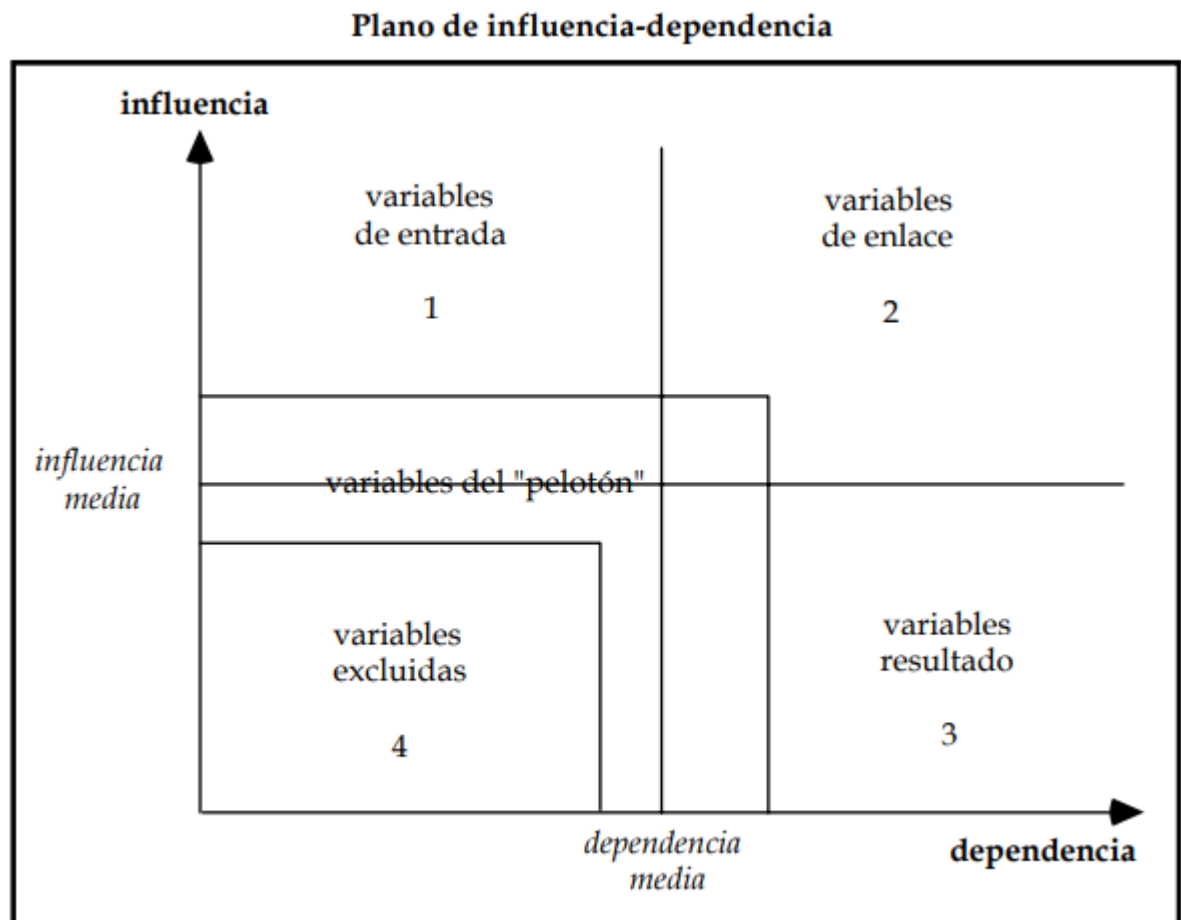 Plano de influencia-dependencia
influencia
variables
de entrada
1
variables
de enlace
2
influencia
media
variables del "pelotón"
variables
excluidas
4
variables
resultado
3
dependencia
media
dependencia